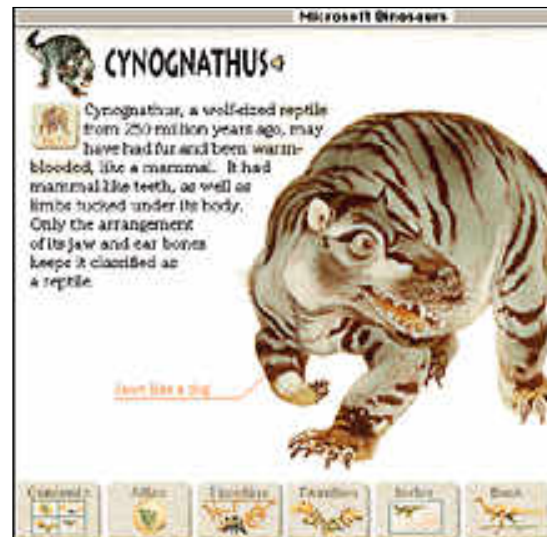 Microsoft Dinosaurs
CYNOGNATHUS
Cynognathus, a wolf-sized reptile
from 250 million years ago, may
have had fur and been warm-
blooded, like a mammal. It had
mammal like teeth, as well as
limbs tucked under its body.
Only the arrangement
of its jaw and ear bones
keeps it classified as
a reptile.
like a
Contents Atlas Timeline Families Index Back